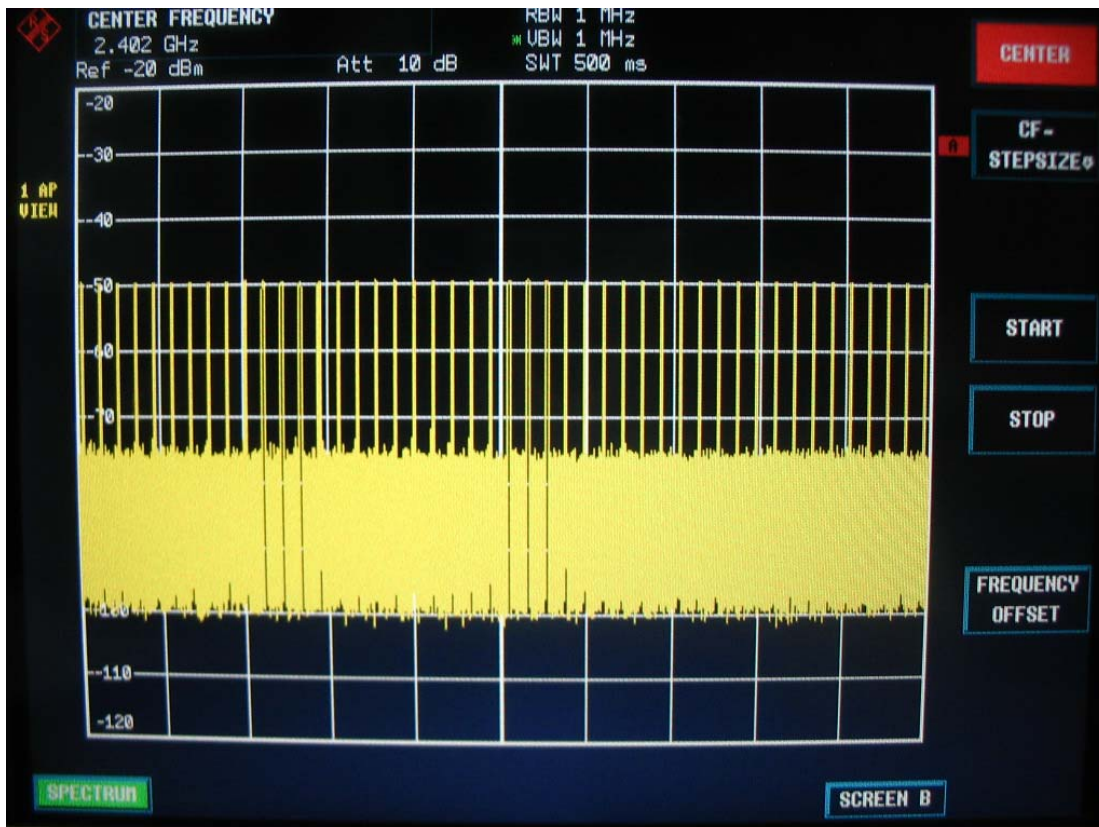 CENTER FREQUENCY
2.402 GHz
RBW 1 MHz
VBW 1 MHz
Ref -20 dBm
Att 10 dB
SWT 500 ms
CENTER
CF-
STEPSIZE
A
1 AP
VIEW
-20
-30
-40
-50
-60
-70
-100
-110
-120
START
STOP
FREQUENCY
OFFSET
SPECTRUM
SCREEN B